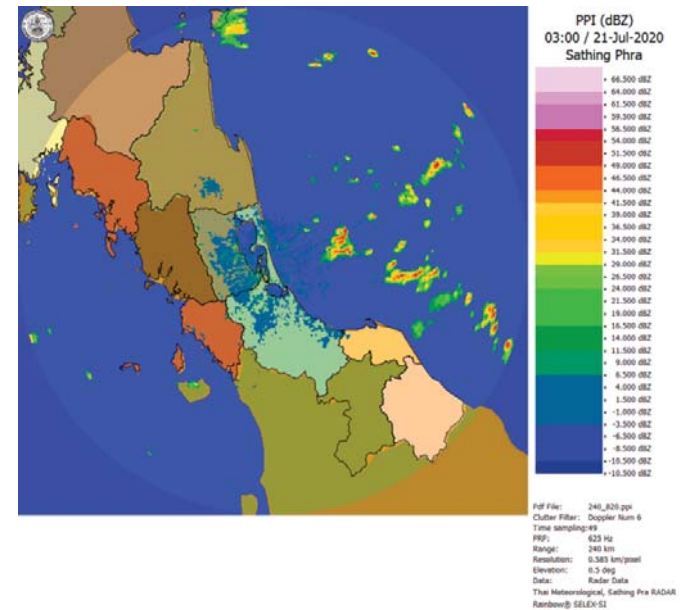 PPI (dBZ)
03:00 / 21-Jul-2020
Sathing Phra
66.500 dBZ
64.000 dBZ
61.500 dBZ
59.500 dBZ
56.500 dBZ
54.000 dBZ
51.500 dBZ
49.000 dBZ
46.500 dBZ
44.000 dBZ
41.500 dBZ
39.000 dBZ
36.500 dBZ
34.000 dBZ
31.500 dBZ
29.000 dBZ
26.500 dBZ
24.000 dBZ
21.500 dBZ
19.000 dBZ
16.500 dBZ
14.000 dBZ
11.500 dBZ
9.000 dBZ
6.500 dBZ
4.000 dBZ
1.500 dBZ
-1.000 dBZ
-3.500 dBZ
-6.500 dBZ
-8.500 dBZ
-10.500 dBZ
-10.500 dBZ
Pdf File: 240_820.ppi
Clutter Filter: Doppler Num 6
Time sampling:49
PRF: 625 Hz
Range: 240 km
Resolution: 0.585 km/pixel
Elevation: 0.5 deg
Data: Radar Data
Thai Meteorological, Sathing Pra RADAR
Rainbow® SELEX-SI